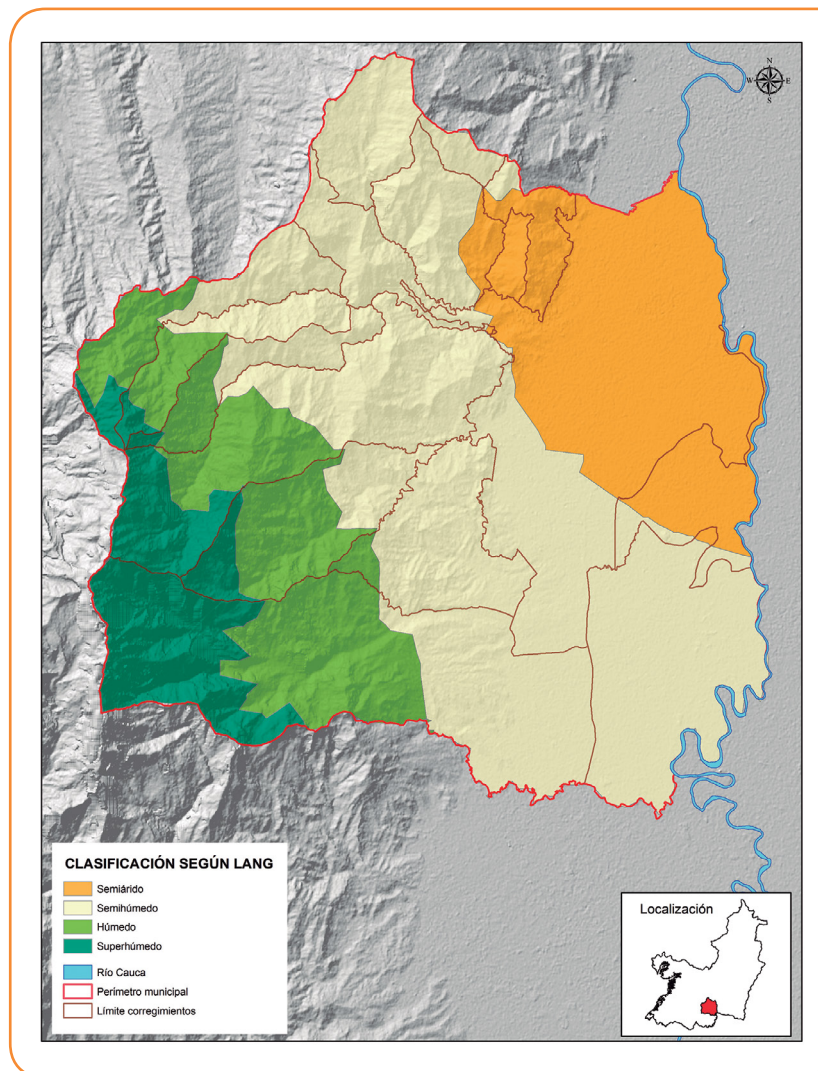 N
W
E
S
CLASIFICACIÓN SEGÚN LANG
Semiárido
Semihúmedo
Húmedo
Superhúmedo
Río Cauca
Perímetro municipal
Límite corregimientos
Localización